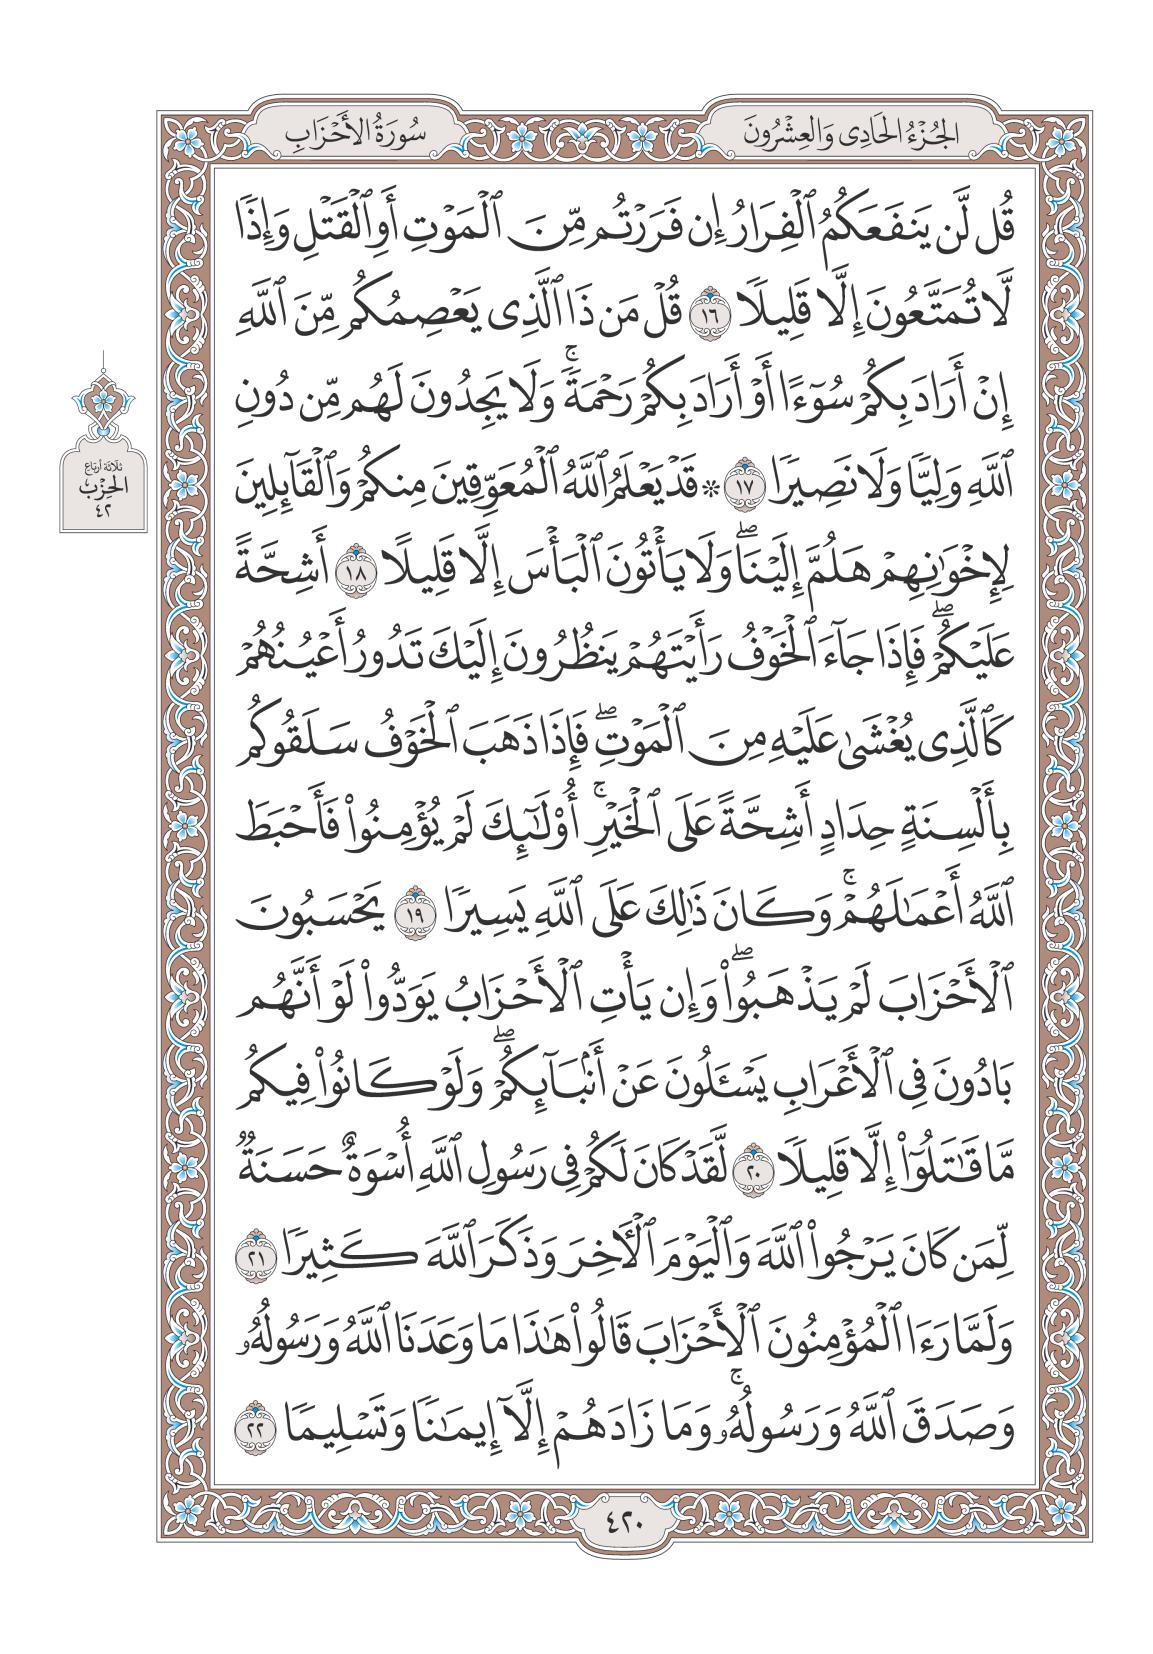 الجُزْءُ الحَادِي وَالعِشْرُونَ
سُورَةُ الأَحْزَابِ
قُل لَّن يَنفَعَكُمُ ٱلْفِرَارُ إِن فَرَرْتُم مِّنَ ٱلْمَوْتِ أَوِ ٱلْقَتْلِ وَإِذًا
لَّا تُمَتَّعُونَ إِلَّا قَلِيلًا ١٦ قُلْ مَن ذَا ٱلَّذِى يَعْصِمُكُم مِّنَ ٱللَّهِ
إِنْ أَرَادَ بِكُمْ سُوٓءًا أَوْ أَرَادَ بِكُمْ رَحْمَةً ۚ وَلَا يَجِدُونَ لَهُم مِّن دُونِ
ٱللَّهِ وَلِيًّا وَلَا نَصِيرًا ١٧ * قَدْ يَعْلَمُ ٱللَّهُ ٱلْمُعَوِّقِينَ مِنكُمْ وَٱلْقَآئِلِينَ
لِإِخْوَٰنِهِمْ هَلُمَّ إِلَيْنَا ۖ وَلَا يَأْتُونَ ٱلْبَأْسَ إِلَّا قَلِيلًا ١٨ أَشِحَّةً
عَلَيْكُمْ ۖ فَإِذَا جَآءَ ٱلْخَوْفُ رَأَيْتَهُمْ يَنظُرُونَ إِلَيْكَ تَدُورُ أَعْيُنُهُمْ
كَٱلَّذِى يُغْشَىٰ عَلَيْهِ مِنَ ٱلْمَوْتِ ۖ فَإِذَا ذَهَبَ ٱلْخَوْفُ سَلَقُوكُم
بِأَلْسِنَةٍ حِدَادٍ أَشِحَّةً عَلَى ٱلْخَيْرِ ۚ أُو۟لَٰٓئِكَ لَمْ يُؤْمِنُوا۟ فَأَحْبَطَ
ٱللَّهُ أَعْمَٰلَهُمْ ۚ وَكَانَ ذَٰلِكَ عَلَى ٱللَّهِ يَسِيرًا ١٩ يَحْسَبُونَ
ٱلْأَحْزَابَ لَمْ يَذْهَبُوا۟ ۖ وَإِن يَأْتِ ٱلْأَحْزَابُ يَوَدُّوا۟ لَوْ أَنَّهُم
بَادُونَ فِى ٱلْأَعْرَابِ يَسْـَٔلُونَ عَنْ أَنۢبَآئِكُمْ ۖ وَلَوْ كَانُوا۟ فِيكُم
مَّا قَٰتَلُوٓا۟ إِلَّا قَلِيلًا ٢٠ لَّقَدْ كَانَ لَكُمْ فِى رَسُولِ ٱللَّهِ أُسْوَةٌ حَسَنَةٌ
لِّمَن كَانَ يَرْجُوا۟ ٱللَّهَ وَٱلْيَوْمَ ٱلْـَٔاخِرَ وَذَكَرَ ٱللَّهَ كَثِيرًا ٢١
وَلَمَّا رَءَا ٱلْمُؤْمِنُونَ ٱلْأَحْزَابَ قَالُوا۟ هَٰذَا مَا وَعَدَنَا ٱللَّهُ وَرَسُولُهُۥ
وَصَدَقَ ٱللَّهُ وَرَسُولُهُۥ ۚ وَمَا زَادَهُمْ إِلَّآ إِيمَٰنًا وَتَسْلِيمًا ٢٢
ثلاثة أرباع
الحِزْب
٤٢
٤٢٠